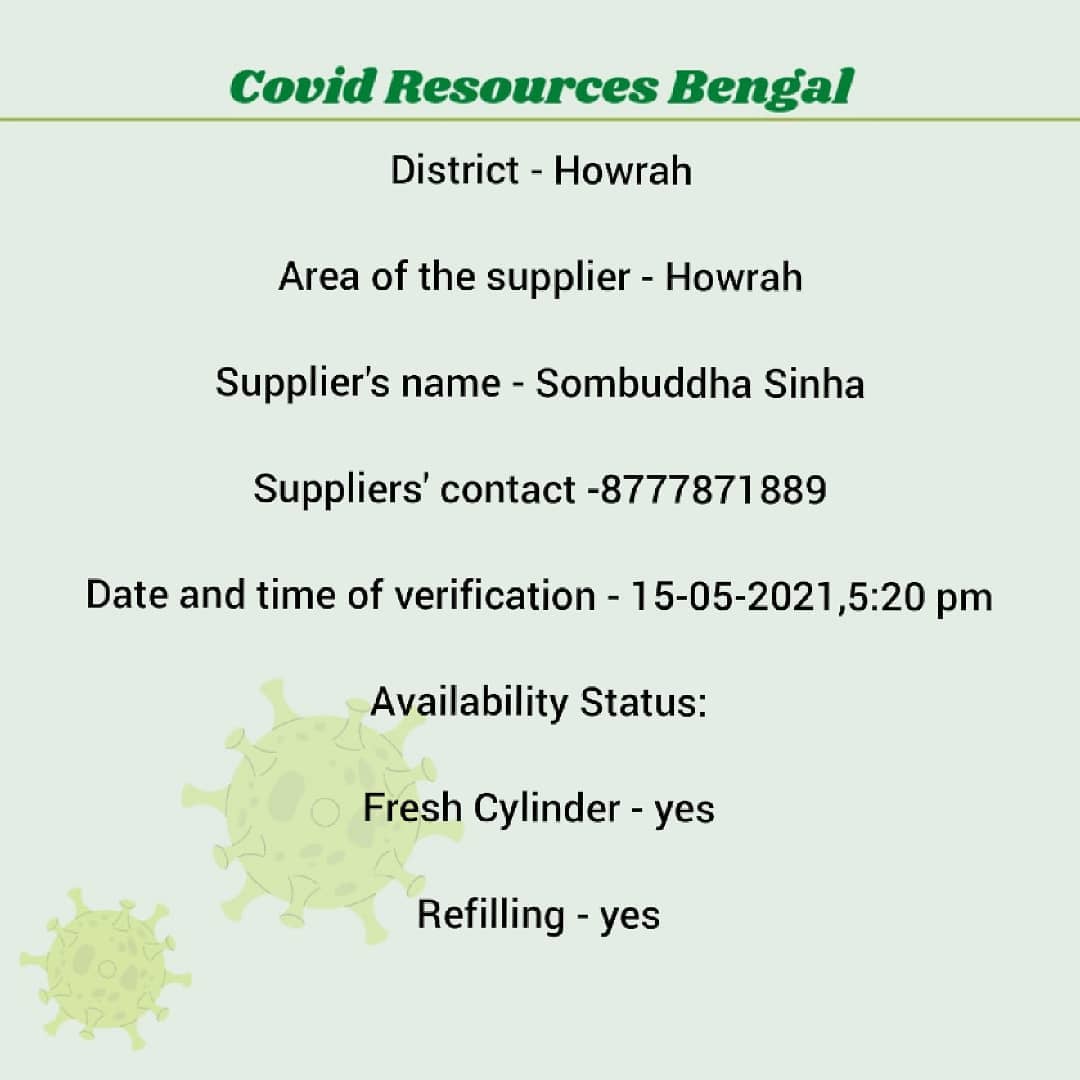 Covid Resources Bengal
District - Howrah
Area of the supplier - Howrah
Supplier's name - Sombuddha Sinha
Suppliers' contact -8777871889
Date and time of verification - 15-05-2021,5:20 pm
Availability Status:
Fresh Cylinder - yes
Refilling - yes